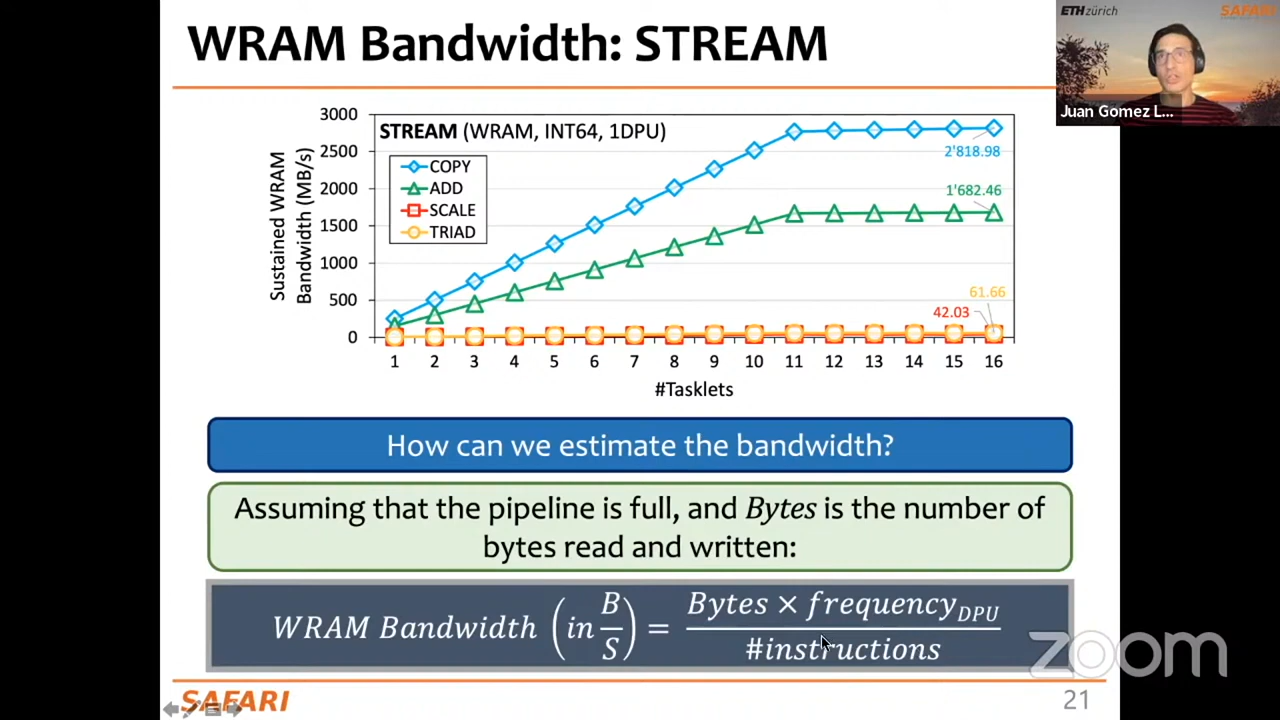 WRAM Bandwidth: STREAM
ETH zürich
SAFARI
Juan Gomez L...
STREAM (WRAM, INT64, 1DPU)
COPY
ADD
SCALE
TRIAD
Sustained WRAM
Bandwidth (MB/s)
3000
2500
2000
1500
1000
500
0
2'818.98
1'682.46
61.66
42.03
1 2 3 4 5 6 7 8 9 10 11 12 13 14 15 16
#Tasklets
How can we estimate the bandwidth?
Assuming that the pipeline is full, and Bytes is the number of
bytes read and written:
WRAM Bandwidth (in B/S) = Bytes × frequency_DPU / #instructions
zoom
SAFARI
21